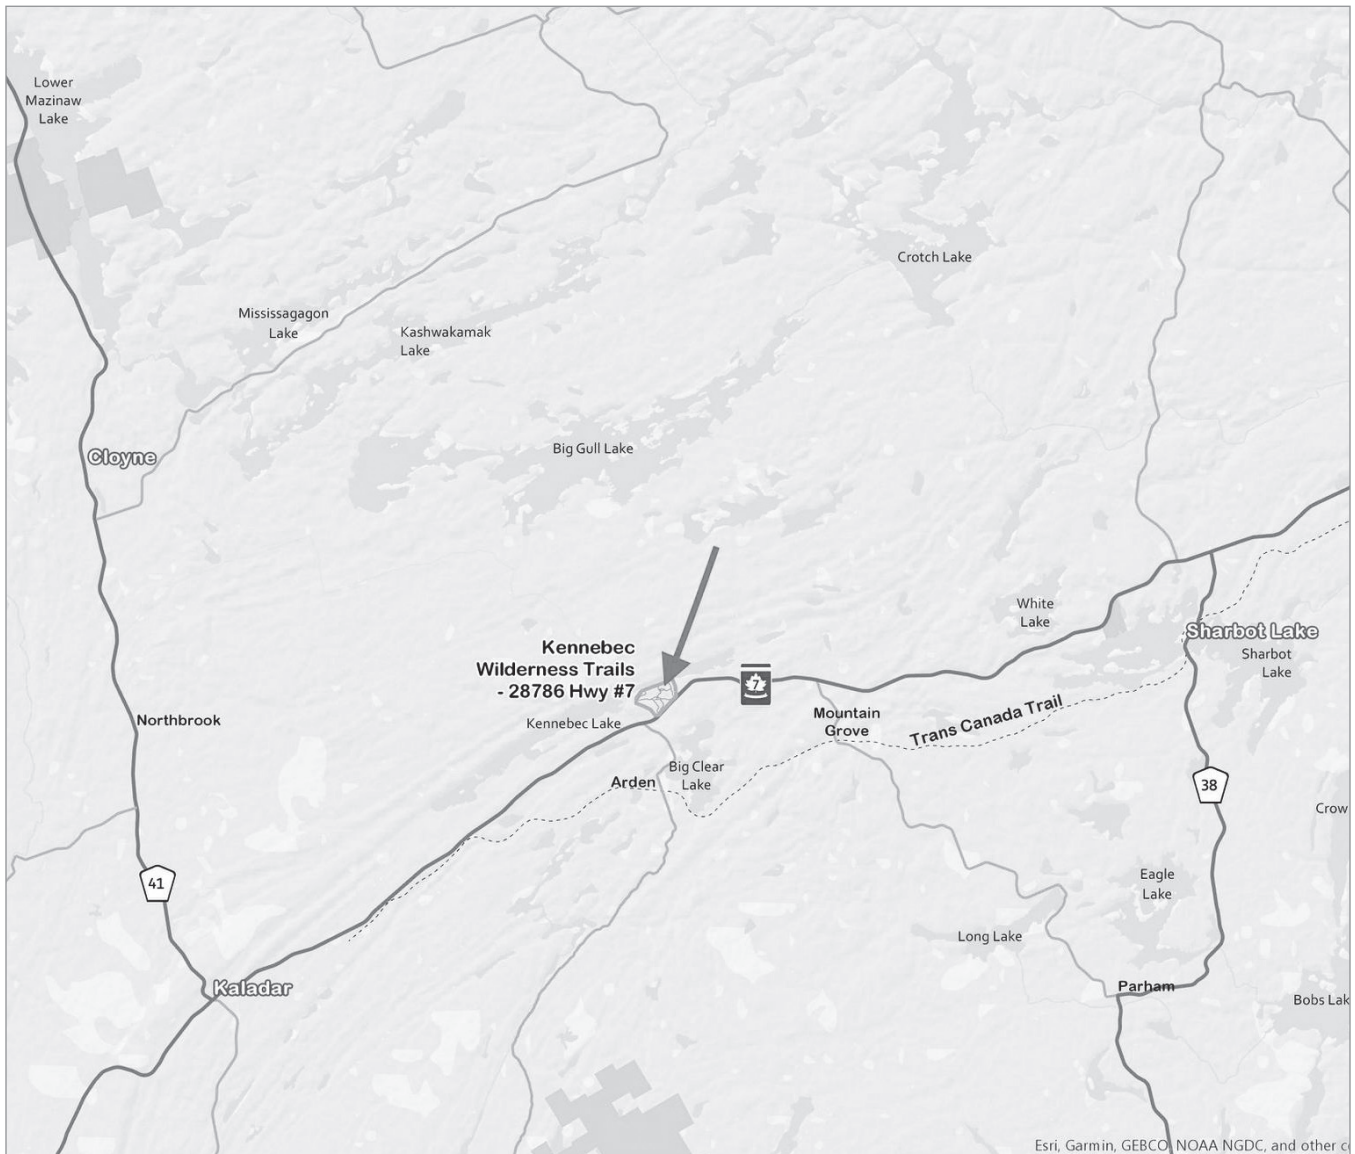 Lower
Mazinaw
Lake
Crotch Lake
Mississagagon
Lake
Kashwakamak
Lake
Big Gull Lake
Cloyne
White
Lake
Sharbot Lake
Sharbot
Lake
Kennebec
Wilderness Trails
- 28786 Hwy #7
7
Kennebec Lake
Northbrook
Mountain
Grove
Trans Canada Trail
Big Clear
Lake
Arden
38
Crow
41
Eagle
Lake
Long Lake
Kaladar
Parham
Bobs Lak
Esri, Garmin, GEBCO, NOAA NGDC, and other c